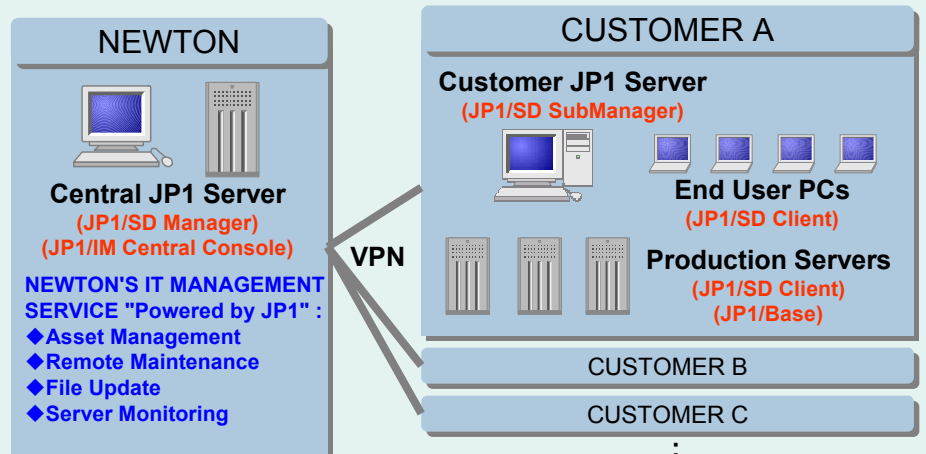 NEWTON
Central JP1 Server
(JP1/SD Manager)
(JP1/IM Central Console)
NEWTON'S IT MANAGEMENT
SERVICE "Powered by JP1" :
◆Asset Management
◆Remote Maintenance
◆File Update
◆Server Monitoring
VPN
CUSTOMER A
Customer JP1 Server
(JP1/SD SubManager)
End User PCs
(JP1/SD Client)
Production Servers
(JP1/SD Client)
(JP1/Base)
CUSTOMER B
CUSTOMER C
: